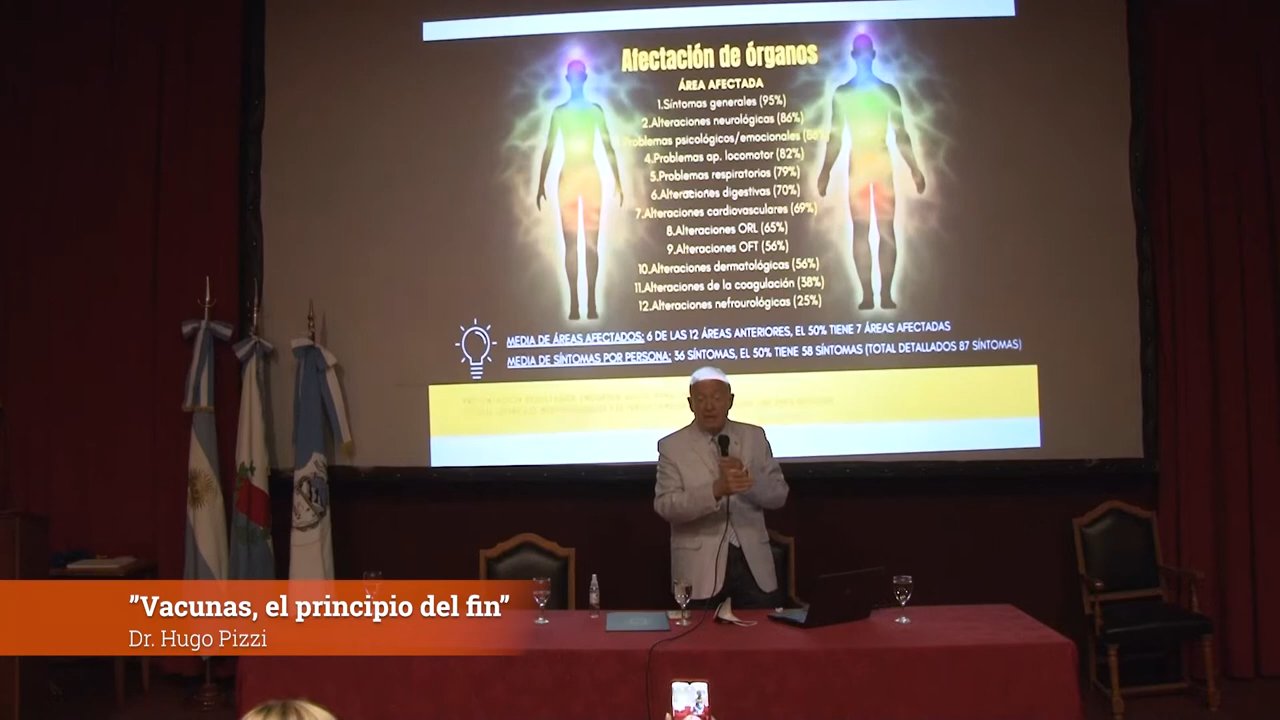 Afectación de órganos
ÁREA AFECTADA
1.Síntomas generales (95%)
2.Alteraciones neurológicas (86%)
Problemas psicológicos/emocionales
4.Problemas ap. locomotor (82%)
5.Problemas respiratorios (79%)
6.Alteraciones digestivas (70%)
7.Alteraciones cardiovasculares (69%)
8.Alteraciones ORL (65%)
9.Alteraciones OFT (56%)
10.Alteraciones dermatológicas (56%)
11.Alteraciones de la coagulación (38%)
12.Alteraciones nefrourológicas (25%)
MEDIA DE ÁREAS AFECTADOS: 6 DE LAS 12 ÁREAS ANTERIORES, EL 50% TIENE 7 ÁREAS AFECTADAS
MEDIA DE SÍNTOMAS POR PERSONA: 36 SÍNTOMAS, EL 50% TIENE 58 SÍNTOMAS (TOTAL DETALLADOS 87 SÍNTOMAS)
"Vacunas, el principio del fin"
Dr. Hugo Pizzi